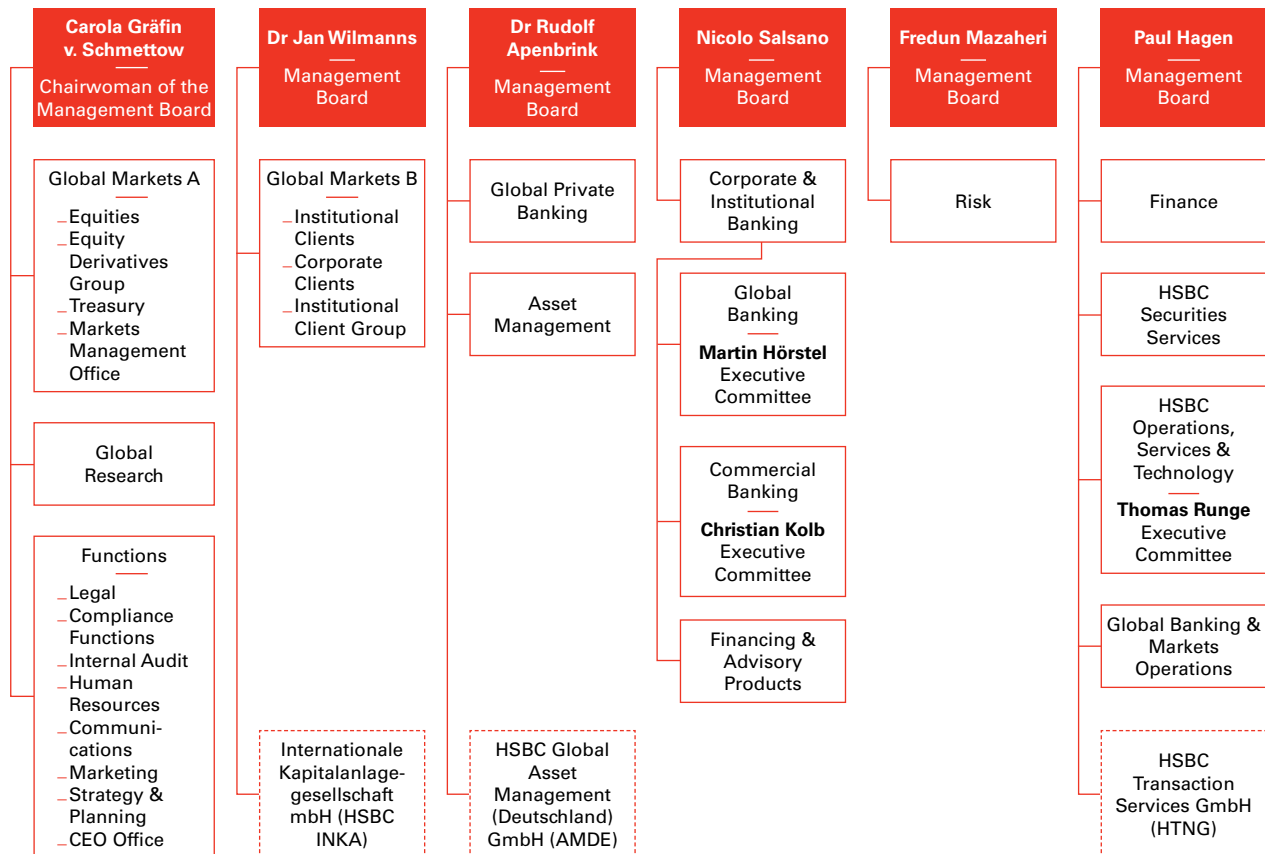 Carola Gräfin
v. Schmettow
Chairwoman of the
Management Board
Global Markets A
Equities
Equity
Derivatives
Group
Treasury
Markets
Management
Office
Global
Research
Functions
Legal
Compliance
Functions
Internal Audit
Human
Resources
Communi-
cations
Marketing
Strategy &
Planning
CEO Office
Dr Jan Wilmanns
Management
Board
Global Markets B
Institutional
Clients
Corporate
Clients
Institutional
Client Group
Internationale
Kapitalanlage-
gesellschaft
mbH (HSBC
INKA)
Dr Rudolf
Apenbrink
Management
Board
Global Private
Banking
Asset
Management
HSBC Global
Asset
Management
(Deutschland)
GmbH (AMDE)
Nicolo Salsano
Management
Board
Corporate &
Institutional
Banking
Global
Banking
Martin Hörstel
Executive
Committee
Commercial
Banking
Christian Kolb
Executive
Committee
Financing &
Advisory
Products
Fredun Mazaheri
Management
Board
Risk
Paul Hagen
Management
Board
Finance
HSBC
Securities
Services
HSBC
Operations,
Services &
Technology
Thomas Runge
Executive
Committee
Global Banking &
Markets
Operations
HSBC
Transaction
Services GmbH
(HTNG)